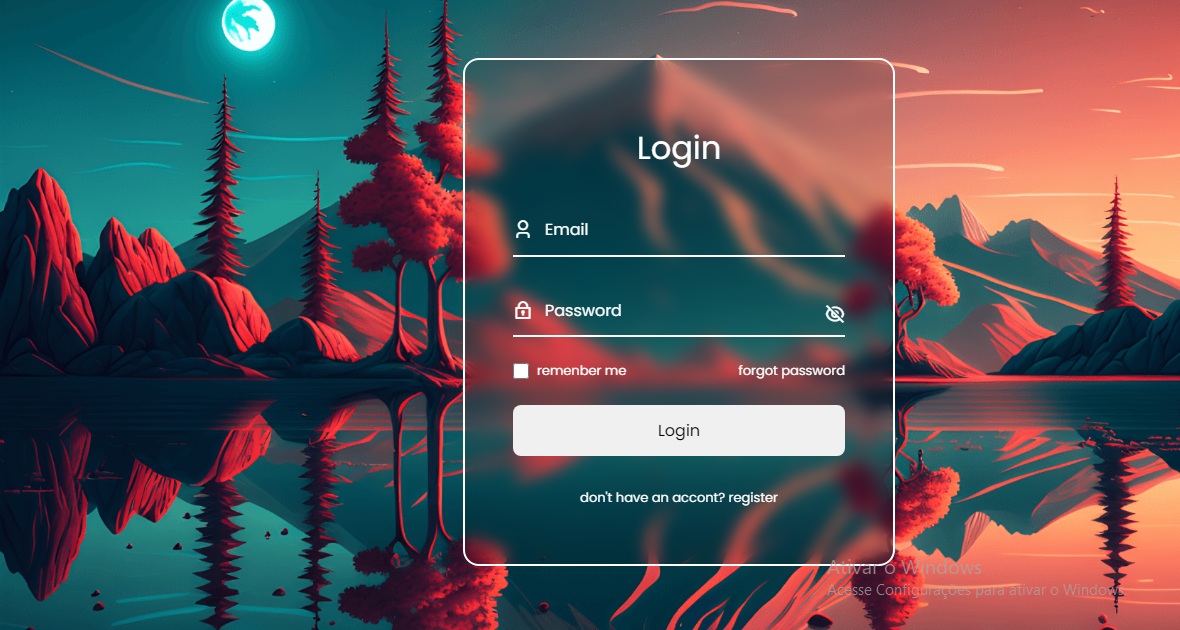 Login
Email
Password
remenber me
forgot password
Login
don't have an accont? register
Ativar o Windows
Acesse Configurações para ativar o Windows.